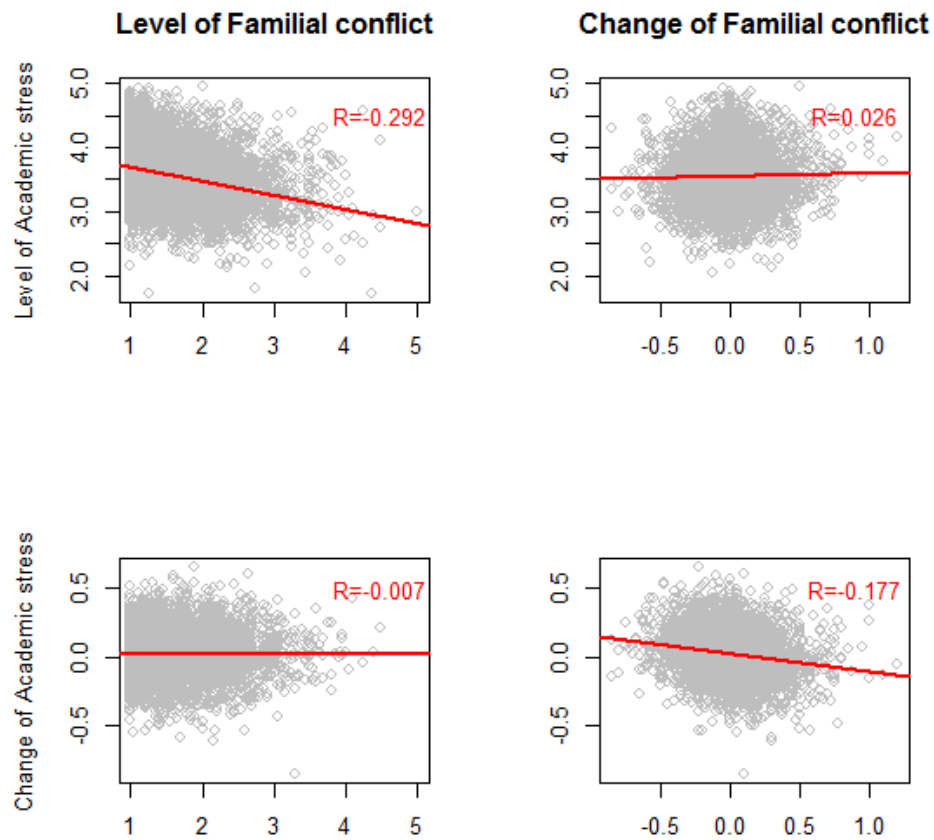 Level of Familial conflict
Change of Familial conflict
Level of Academic stress
5.0
4.0
3.0
2.0
R=-0.292
1 2 3 4 5
5.0
4.0
3.0
2.0
R=0.026
-0.5 0.0 0.5 1.0
Change of Academic stress
0.5
0.0
-0.5
R=-0.007
1 2 3 4 5
0.5
0.0
-0.5
R=-0.177
-0.5 0.0 0.5 1.0